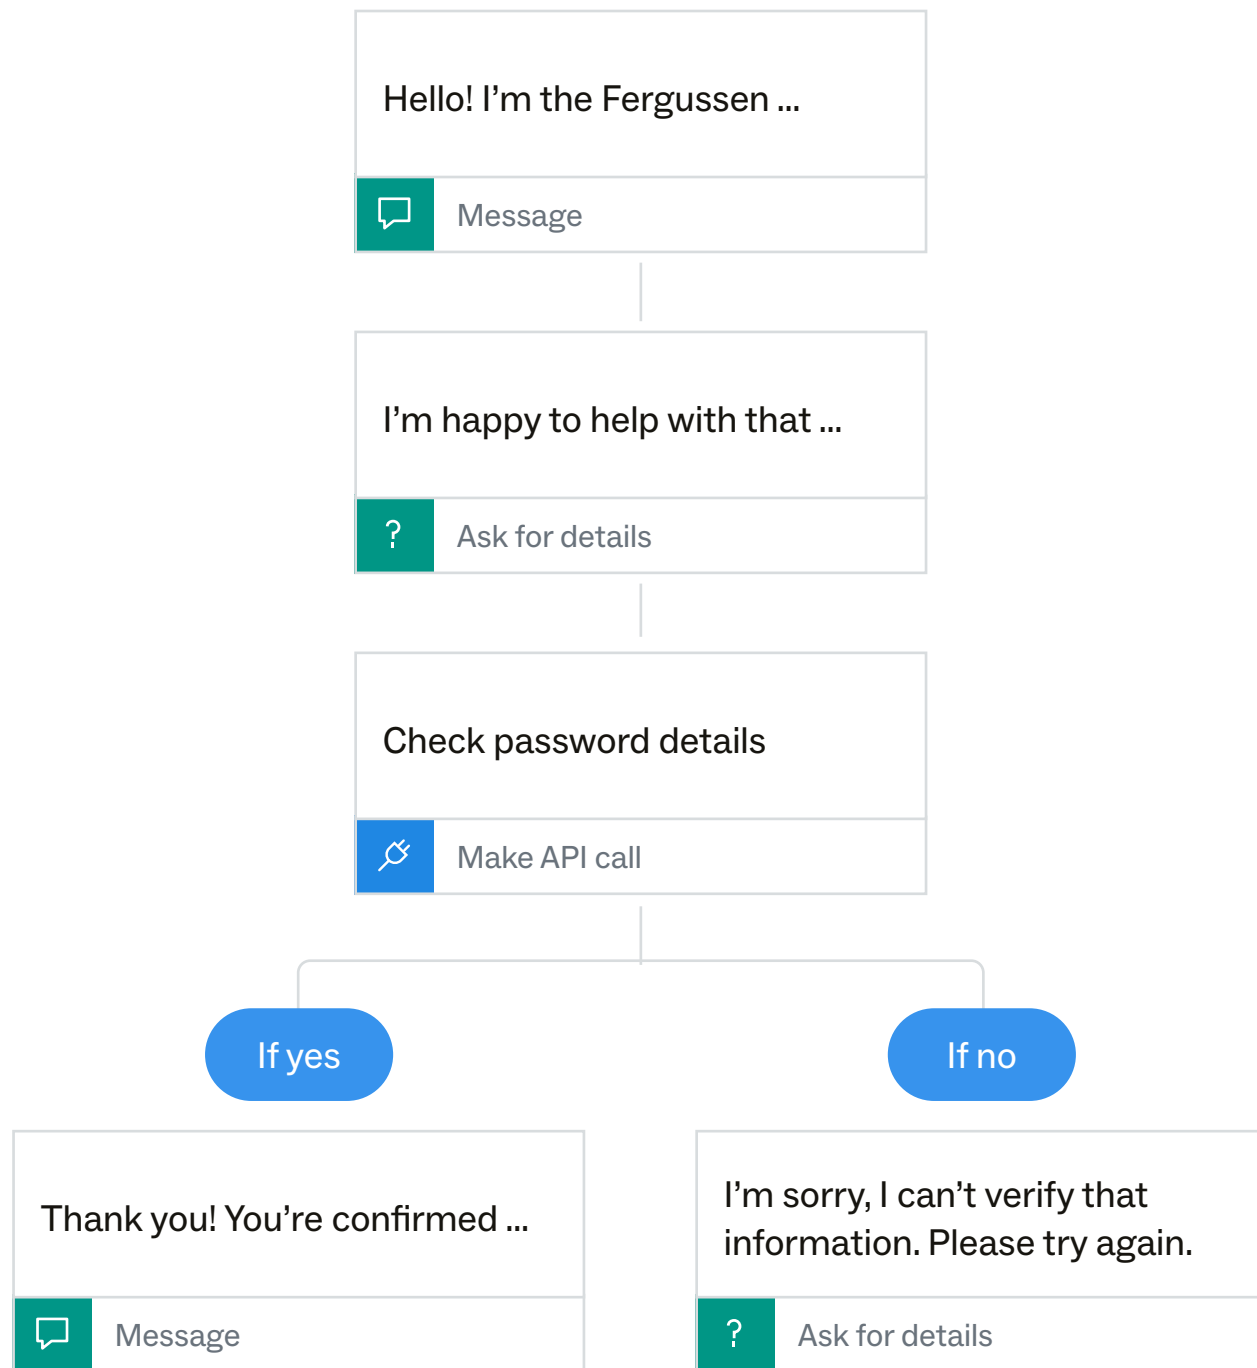 Hello! I’m the Fergussen ...
Message
I’m happy to help with that ...
? Ask for details
Check password details
Make API call
If yes
If no
Thank you! You’re confirmed ...
Message
I’m sorry, I can’t verify that
information. Please try again.
? Ask for details